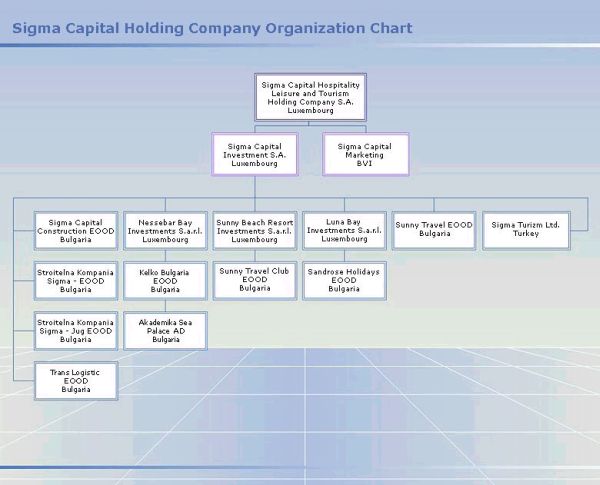 Sigma Capital Holding Company Organization Chart
Sigma Capital Hospitality
Leisure and Tourism
Holding Company S.A.
Luxembourg
Sigma Capital
Investment S.A.
Luxembourg
Sigma Capital
Marketing
BVI
Sigma Capital
Construction EOOD
Bulgaria
Nessebar Bay
Investments S.a.r.l.
Luxembourg
Sunny Beach Resort
Investments S.a.r.l.
Luxembourg
Luna Bay
Investments S.a.r.l.
Luxembourg
Sunny Travel EOOD
Bulgaria
Sigma Turizm Ltd.
Turkey
Stroitelna Kompania
Sigma - EOOD
Bulgaria
Kelko Bulgaria
EOOD
Bulgaria
Sunny Travel Club
EOOD
Bulgaria
Sandrose Holidays
EOOD
Bulgaria
Stroitelna Kompania
Sigma - Jug EOOD
Bulgaria
Akademika Sea
Palace AD
Bulgaria
Trans Logistic
EOOD
Bulgaria